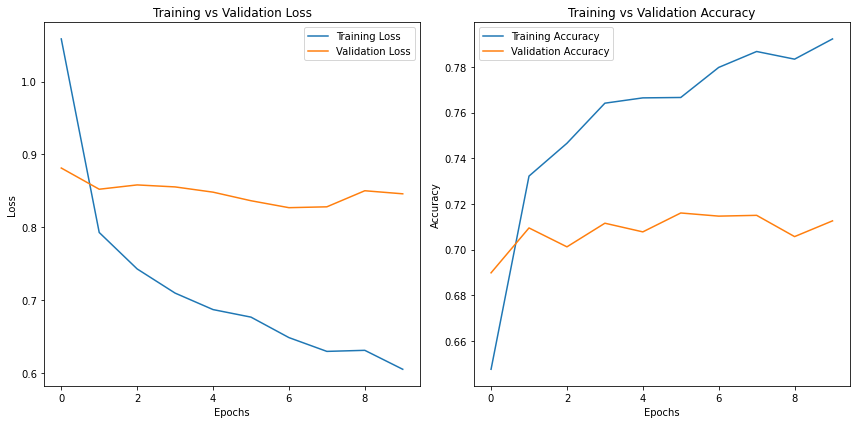 Training vs Validation Loss
Training Loss
Validation Loss
1.0
0.9
0.8
0.7
0.6
Loss
0 2 4 6 8
Epochs
Training vs Validation Accuracy
Training Accuracy
Validation Accuracy
0.78
0.76
0.74
0.72
0.70
0.68
0.66
Accuracy
0 2 4 6 8
Epochs